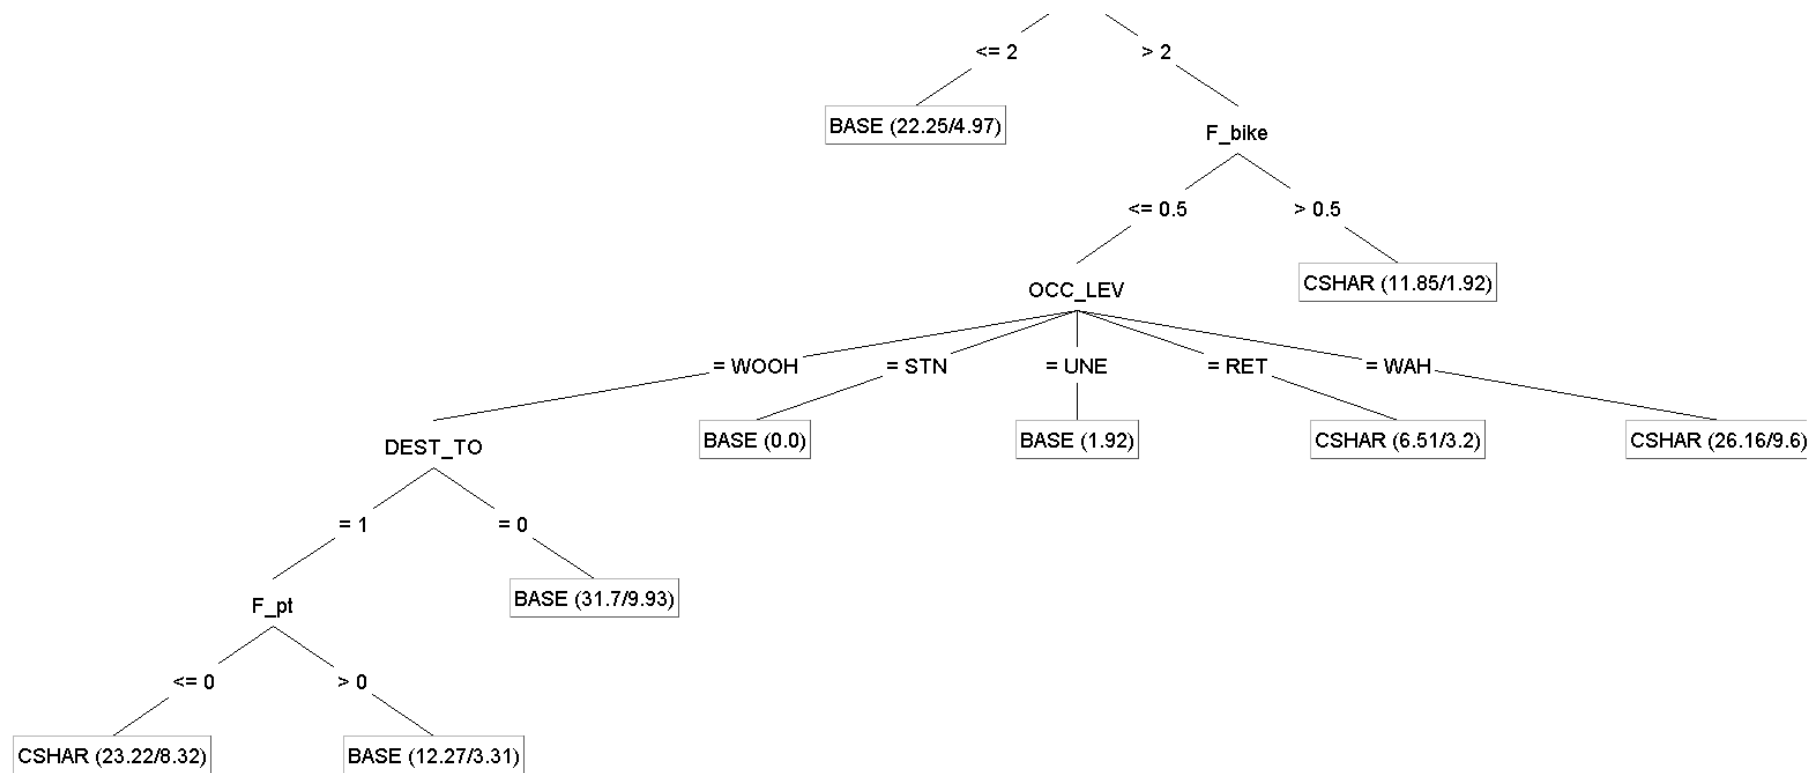 <= 2
> 2
BASE (22.25/4.97)
F_bike
<= 0.5
> 0.5
CSHAR (11.85/1.92)
OCC_LEV
= WOOH
= STN
= UNE
= RET
= WAH
DEST_TO
BASE (0.0)
BASE (1.92)
CSHAR (6.51/3.2)
CSHAR (26.16/9.6)
= 1
= 0
F_pt
BASE (31.7/9.93)
<= 0
> 0
CSHAR (23.22/8.32)
BASE (12.27/3.31)